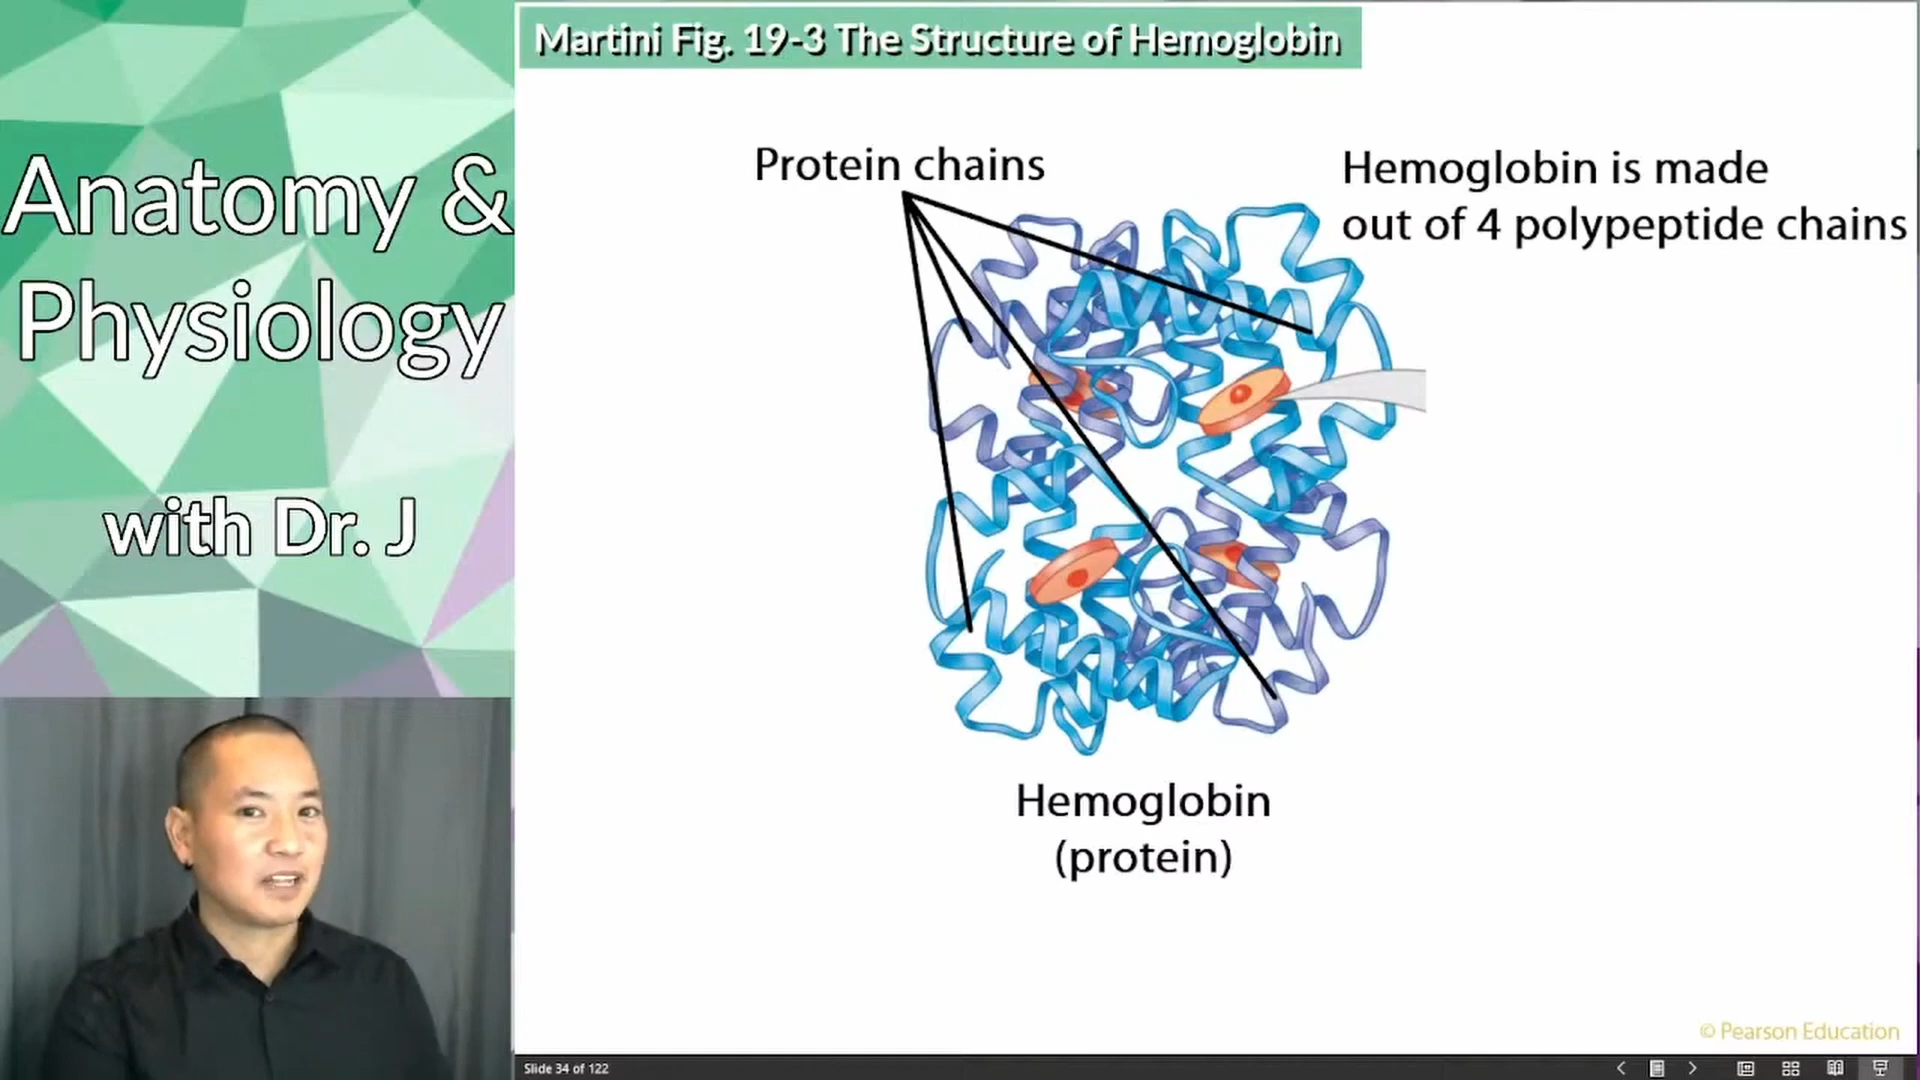 Anatomy &
Physiology
with Dr. J
Martini Fig. 19-3 The Structure of Hemoglobin
Protein chains
Hemoglobin is made
out of 4 polypeptide chains
Hemoglobin
(protein)
© Pearson Education
Slide 34 of 122